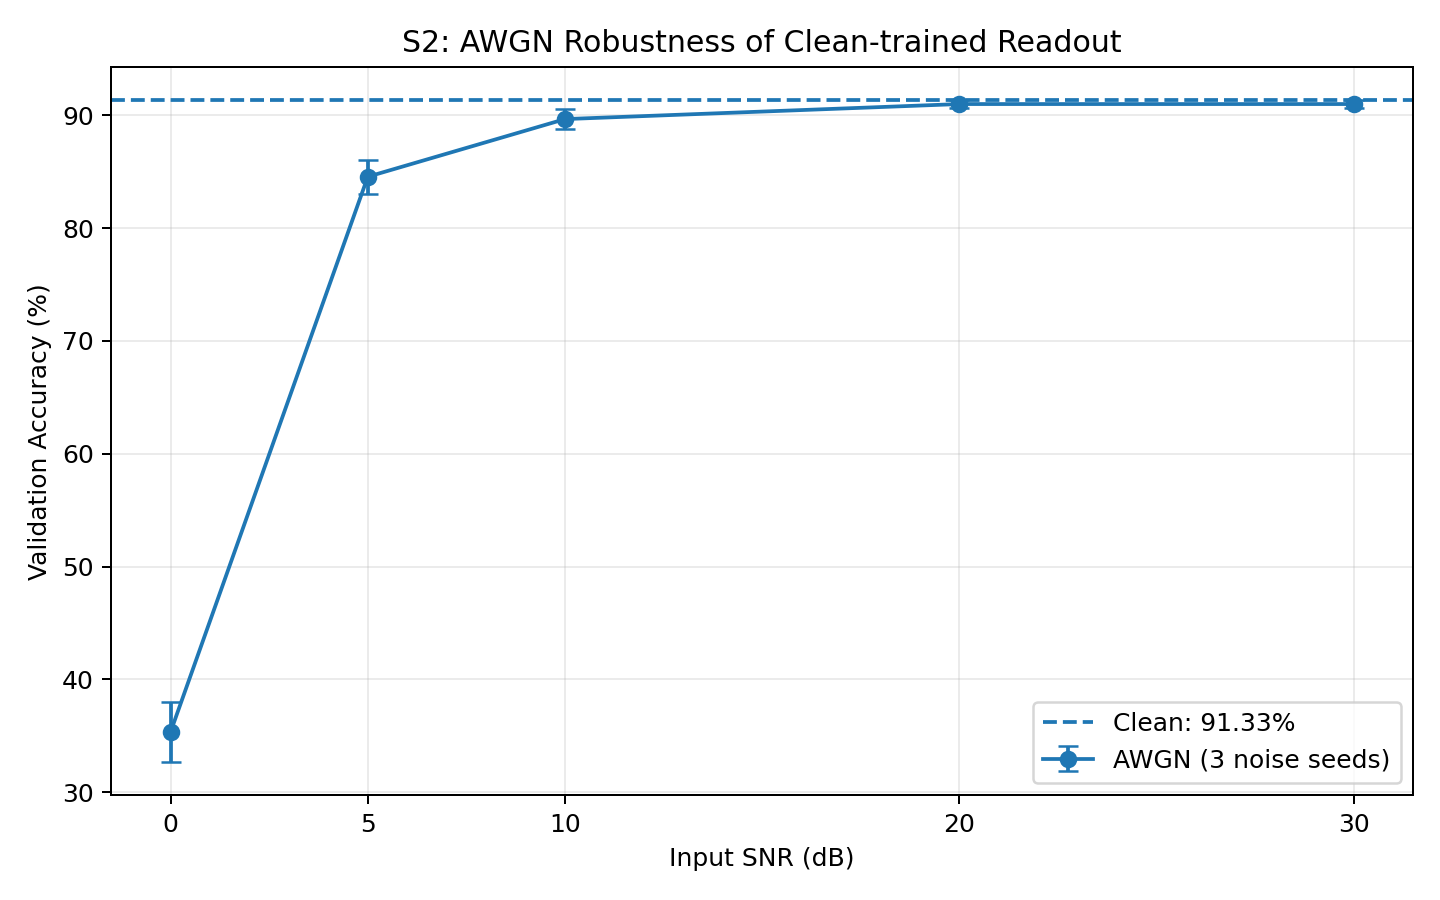 S2: AWGN Robustness of Clean-trained Readout
Validation Accuracy (%)
90
80
70
60
50
40
30
0 5 10 20 30
Input SNR (dB)
Clean: 91.33%
AWGN (3 noise seeds)